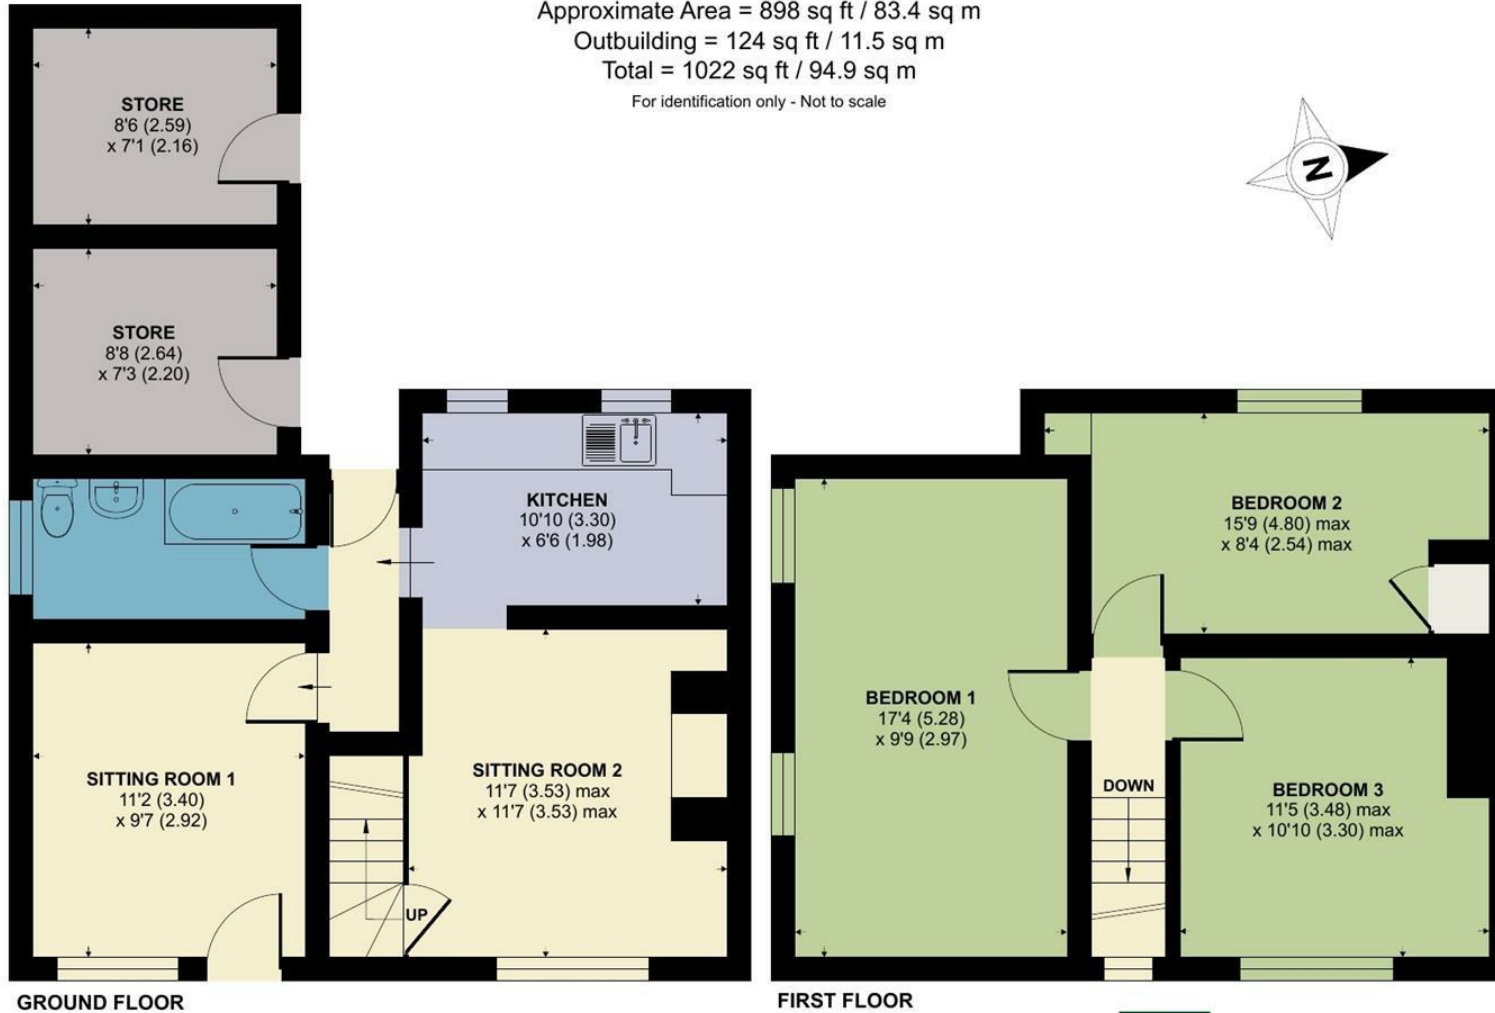 Approximate Area = 898 sq ft / 83.4 sq m
Outbuilding = 124 sq ft / 11.5 sq m
Total = 1022 sq ft / 94.9 sq m
For identification only - Not to scale
N
STORE
8'6 (2.59)
x 7'1 (2.16)
STORE
8'8 (2.64)
x 7'3 (2.20)
KITCHEN
10'10 (3.30)
x 6'6 (1.98)
SITTING ROOM 1
11'2 (3.40)
x 9'7 (2.92)
SITTING ROOM 2
11'7 (3.53) max
x 11'7 (3.53) max
UP
GROUND FLOOR
BEDROOM 2
15'9 (4.80) max
x 8'4 (2.54) max
BEDROOM 1
17'4 (5.28)
x 9'9 (2.97)
DOWN
BEDROOM 3
11'5 (3.48) max
x 10'10 (3.30) max
FIRST FLOOR